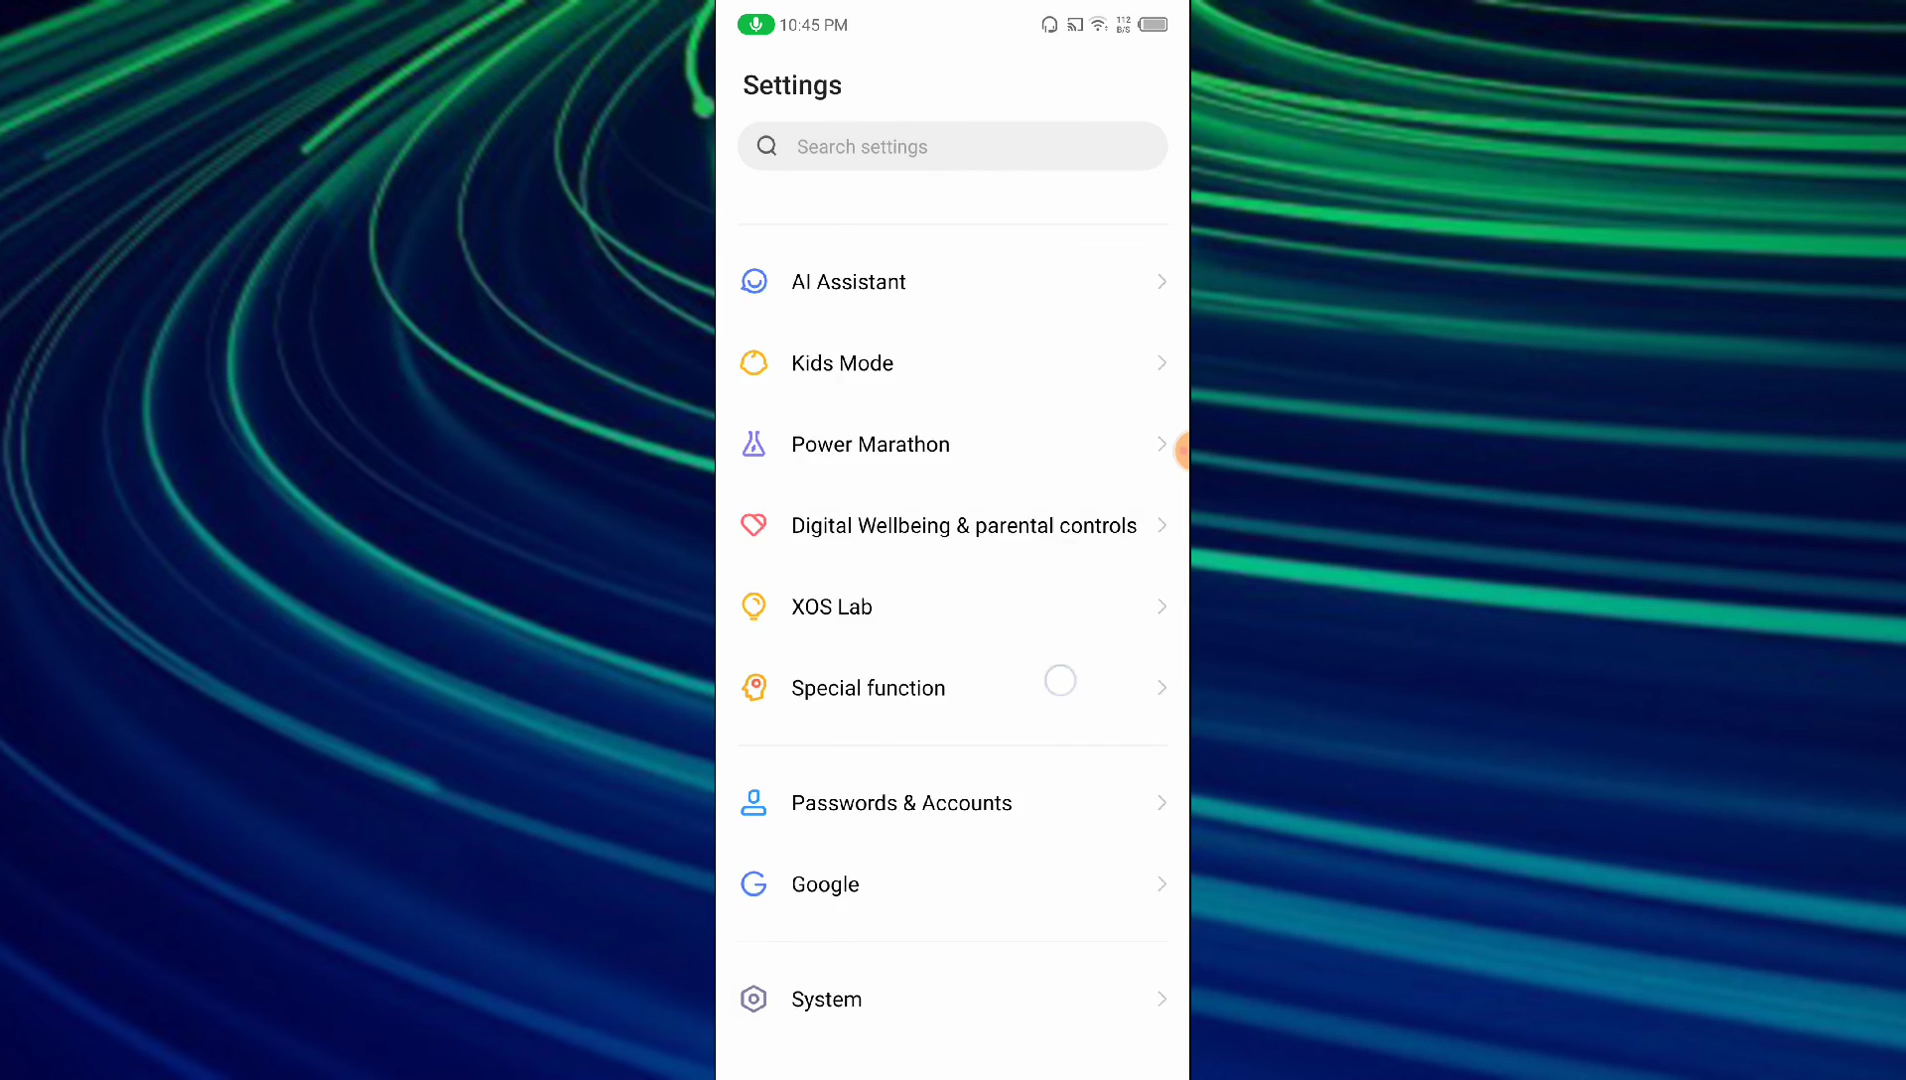 10:45 PM
112
B/S
Settings
Search settings
AI Assistant
Kids Mode
Power Marathon
Digital Wellbeing & parental controls
XOS Lab
Special function
Passwords & Accounts
Google
System